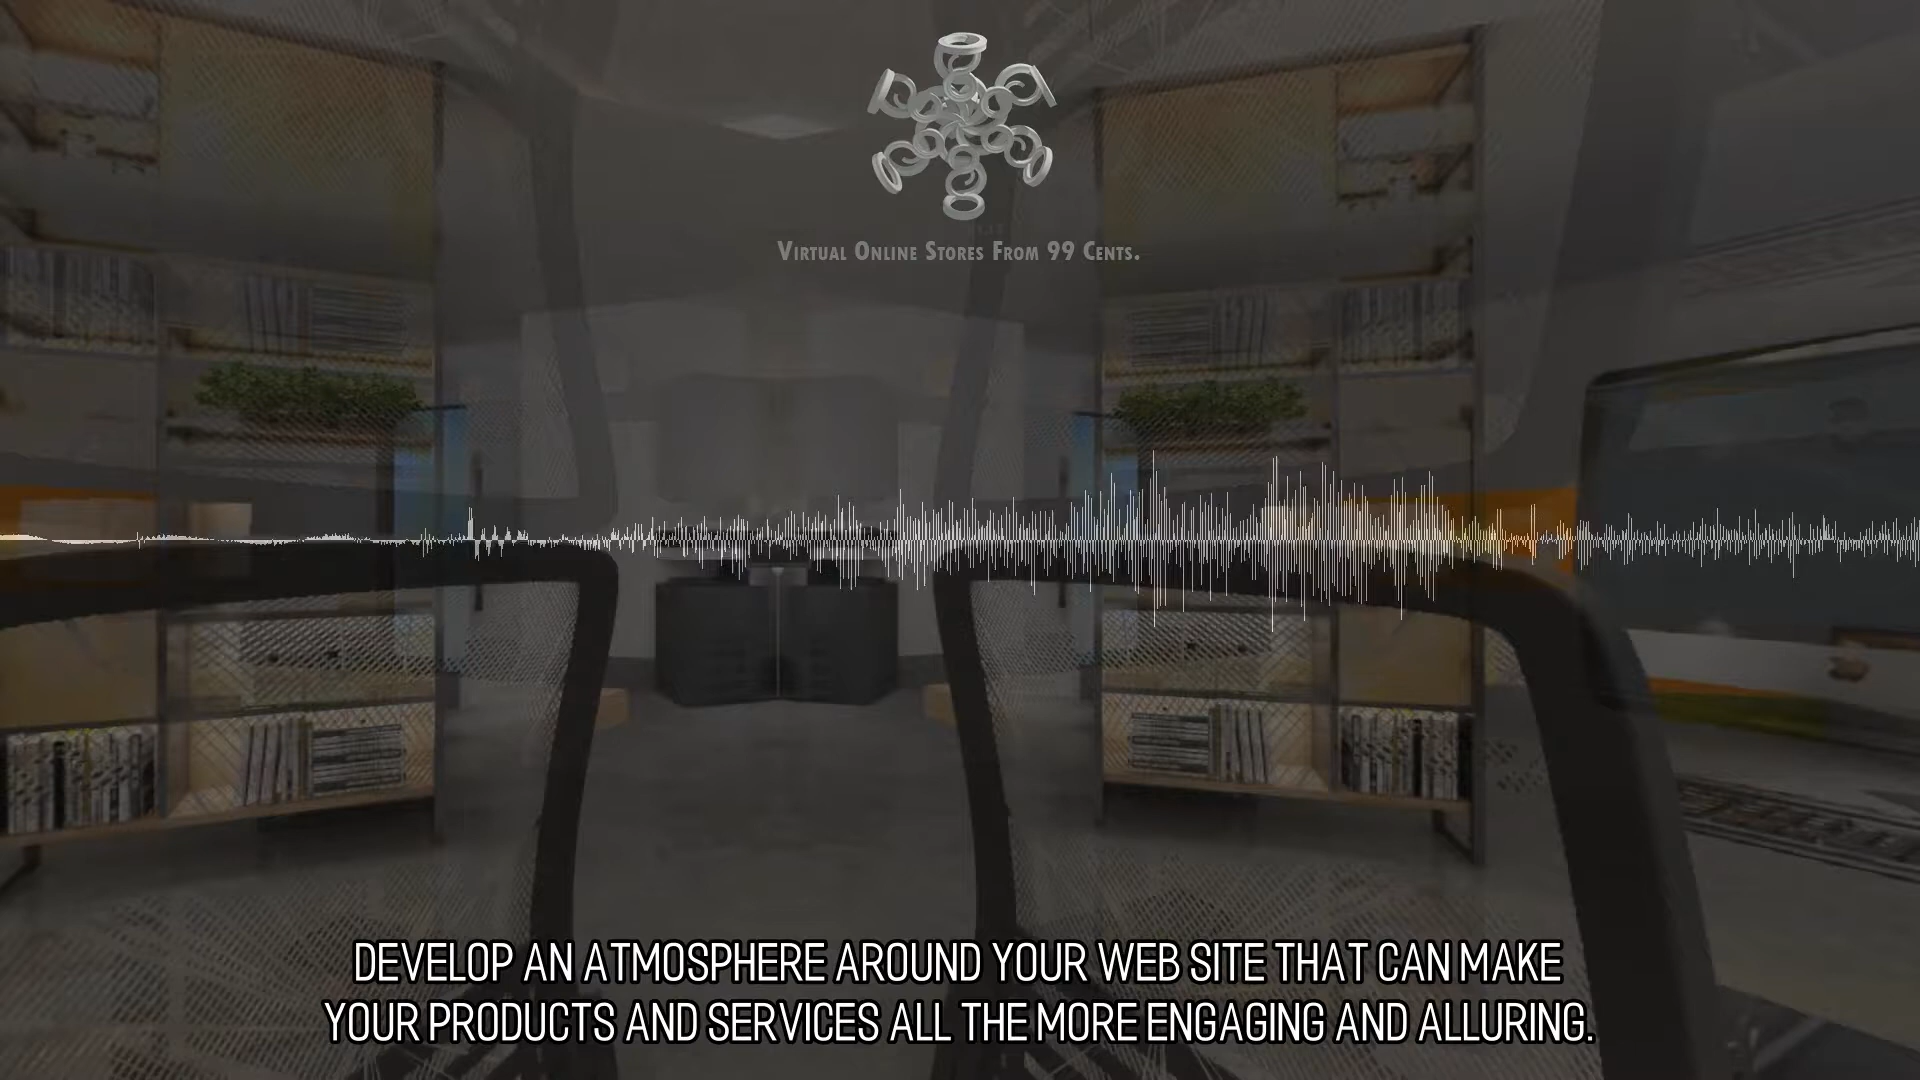 Virtual Online Stores From 99 Cents.
DEVELOP AN ATMOSPHERE AROUND YOUR WEB SITE THAT CAN MAKE
YOUR PRODUCTS AND SERVICES ALL THE MORE ENGAGING AND ALLURING.